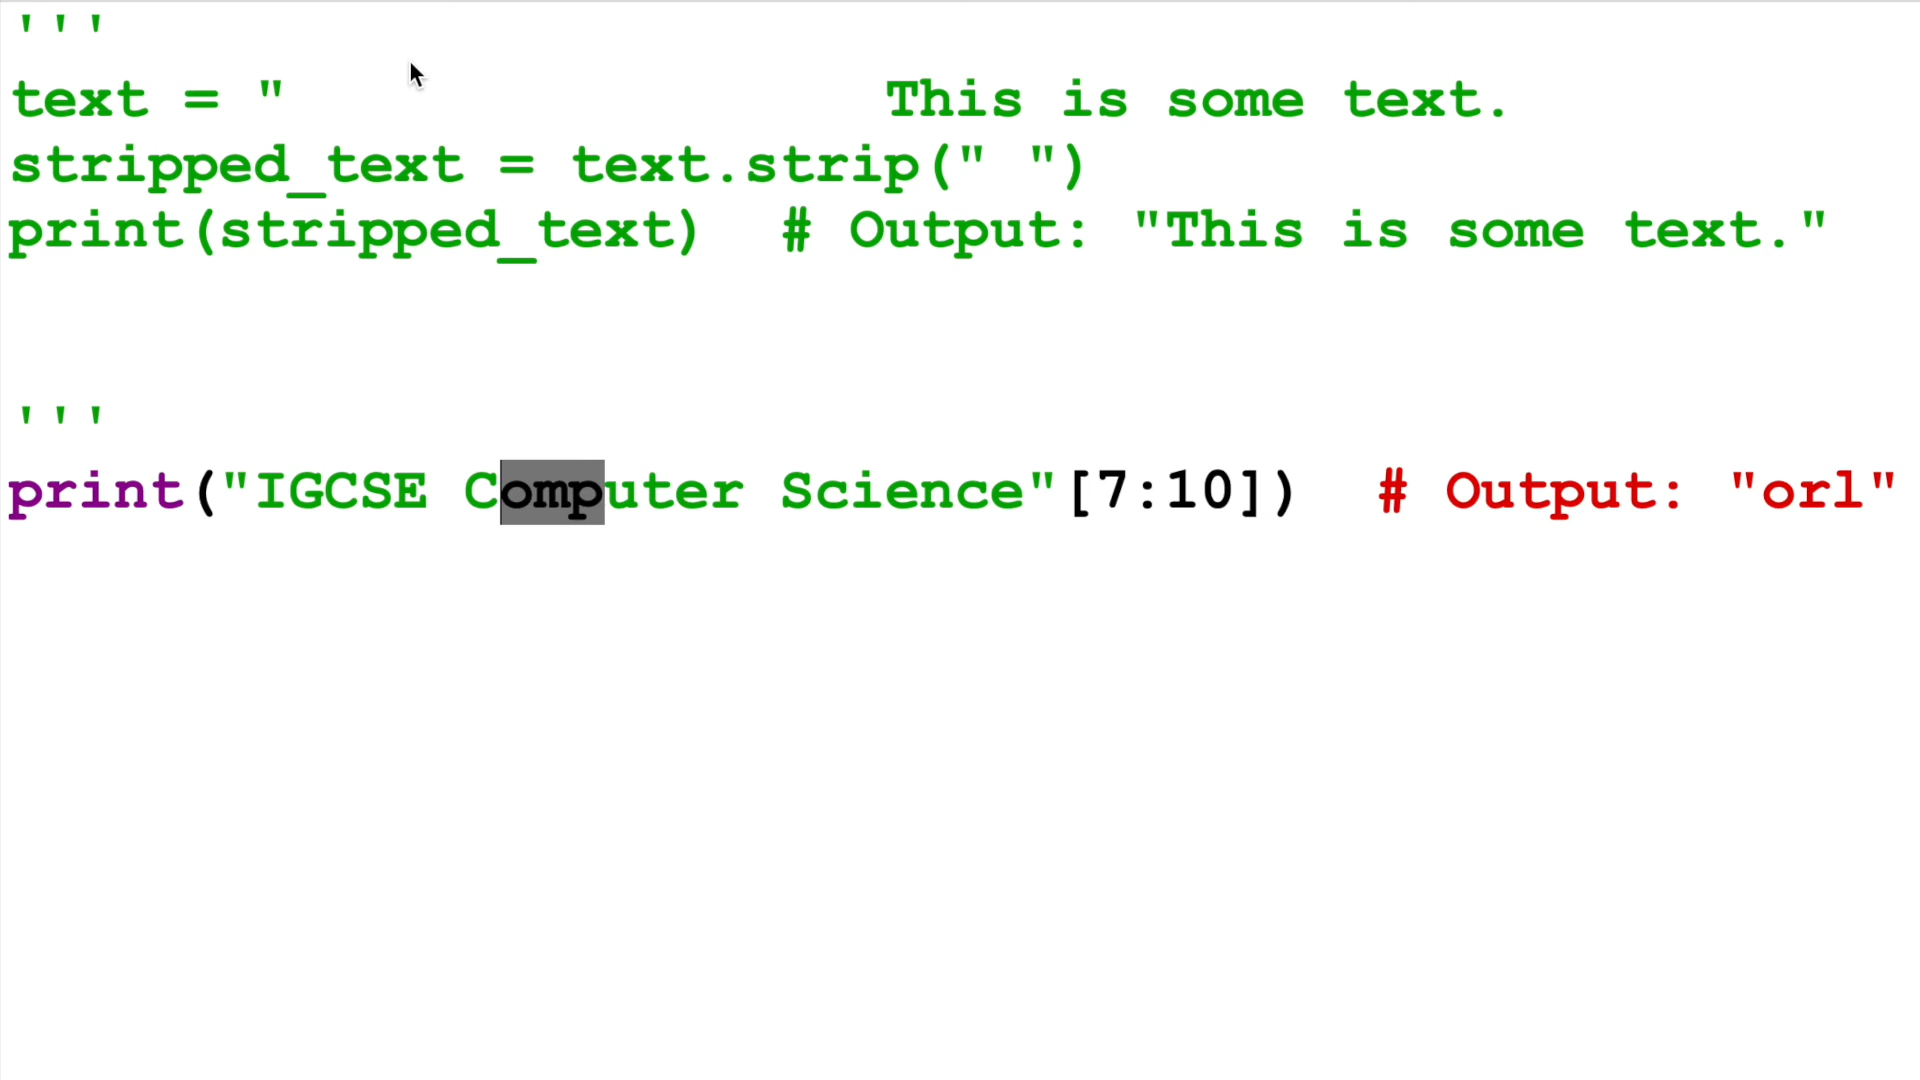 '''
text = "                  This is some text.
stripped_text = text.strip(" ")
print(stripped_text)  # Output: "This is some text."
'''
print("IGCSE Computer Science"[7:10])  # Output: "orl"